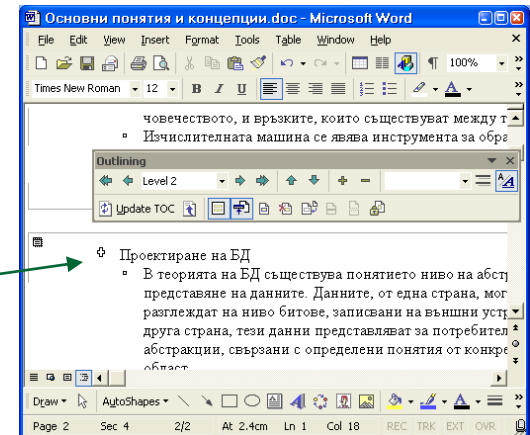 Основни понятия и концепции.doc - Microsoft Word
File Edit View Insert Format Tools Table Window Help
100%
Times New Roman 12 B I U A
човечеството, и връзките, които съществуват между т
Изчислителната машина се явява инструмента за обра
Outlining
Level 2
Update TOC
Проектиране на БД
В теорията на БД съществува понятието ниво на абст
представяне на данните. Данните, от една страна, мог
разглеждат на ниво битове, записвани на външни устр
друга страна, тези данни представляват за потребител
абстракции, свързани с определени понятия от конкре
област
Draw AutoShapes A
Page 2 Sec 4 2/2 At 2.4cm Ln 1 Col 18 REC TRK EXT OVR